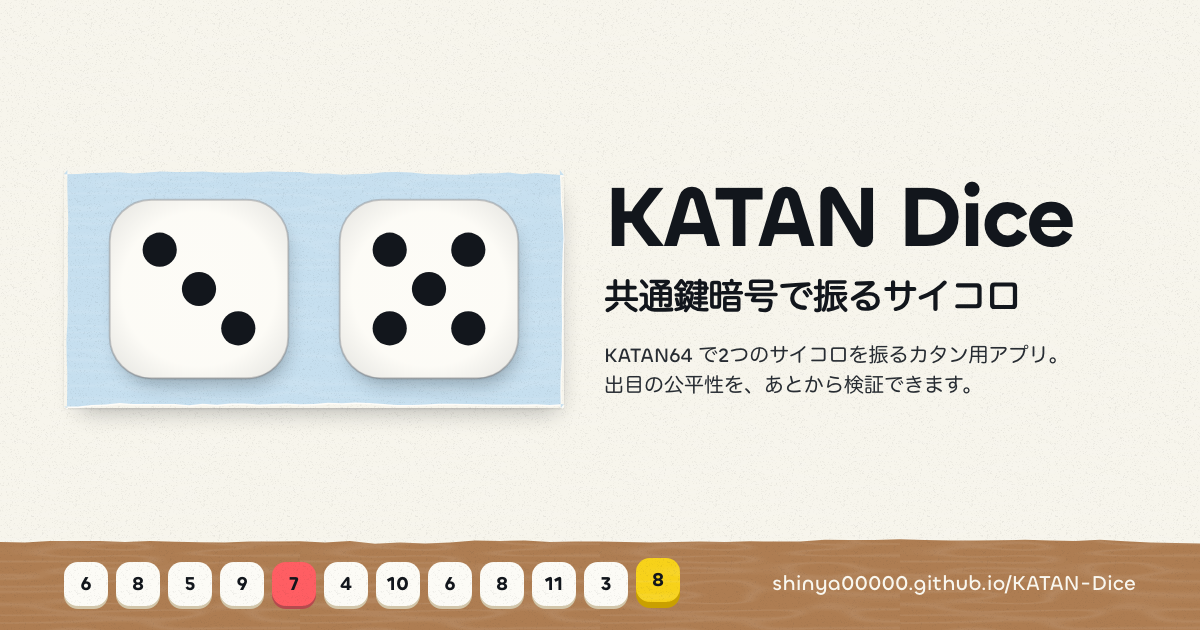 KATAN Dice
共通鍵暗号で振るサイコロ
KATAN64 で2つのサイコロを振るカタン用アプリ。
出目の公平性を、あとから検証できます。
6 8 5 9 7 4 10 6 8 11 3 8
shinya00000.github.io/KATAN-Dice